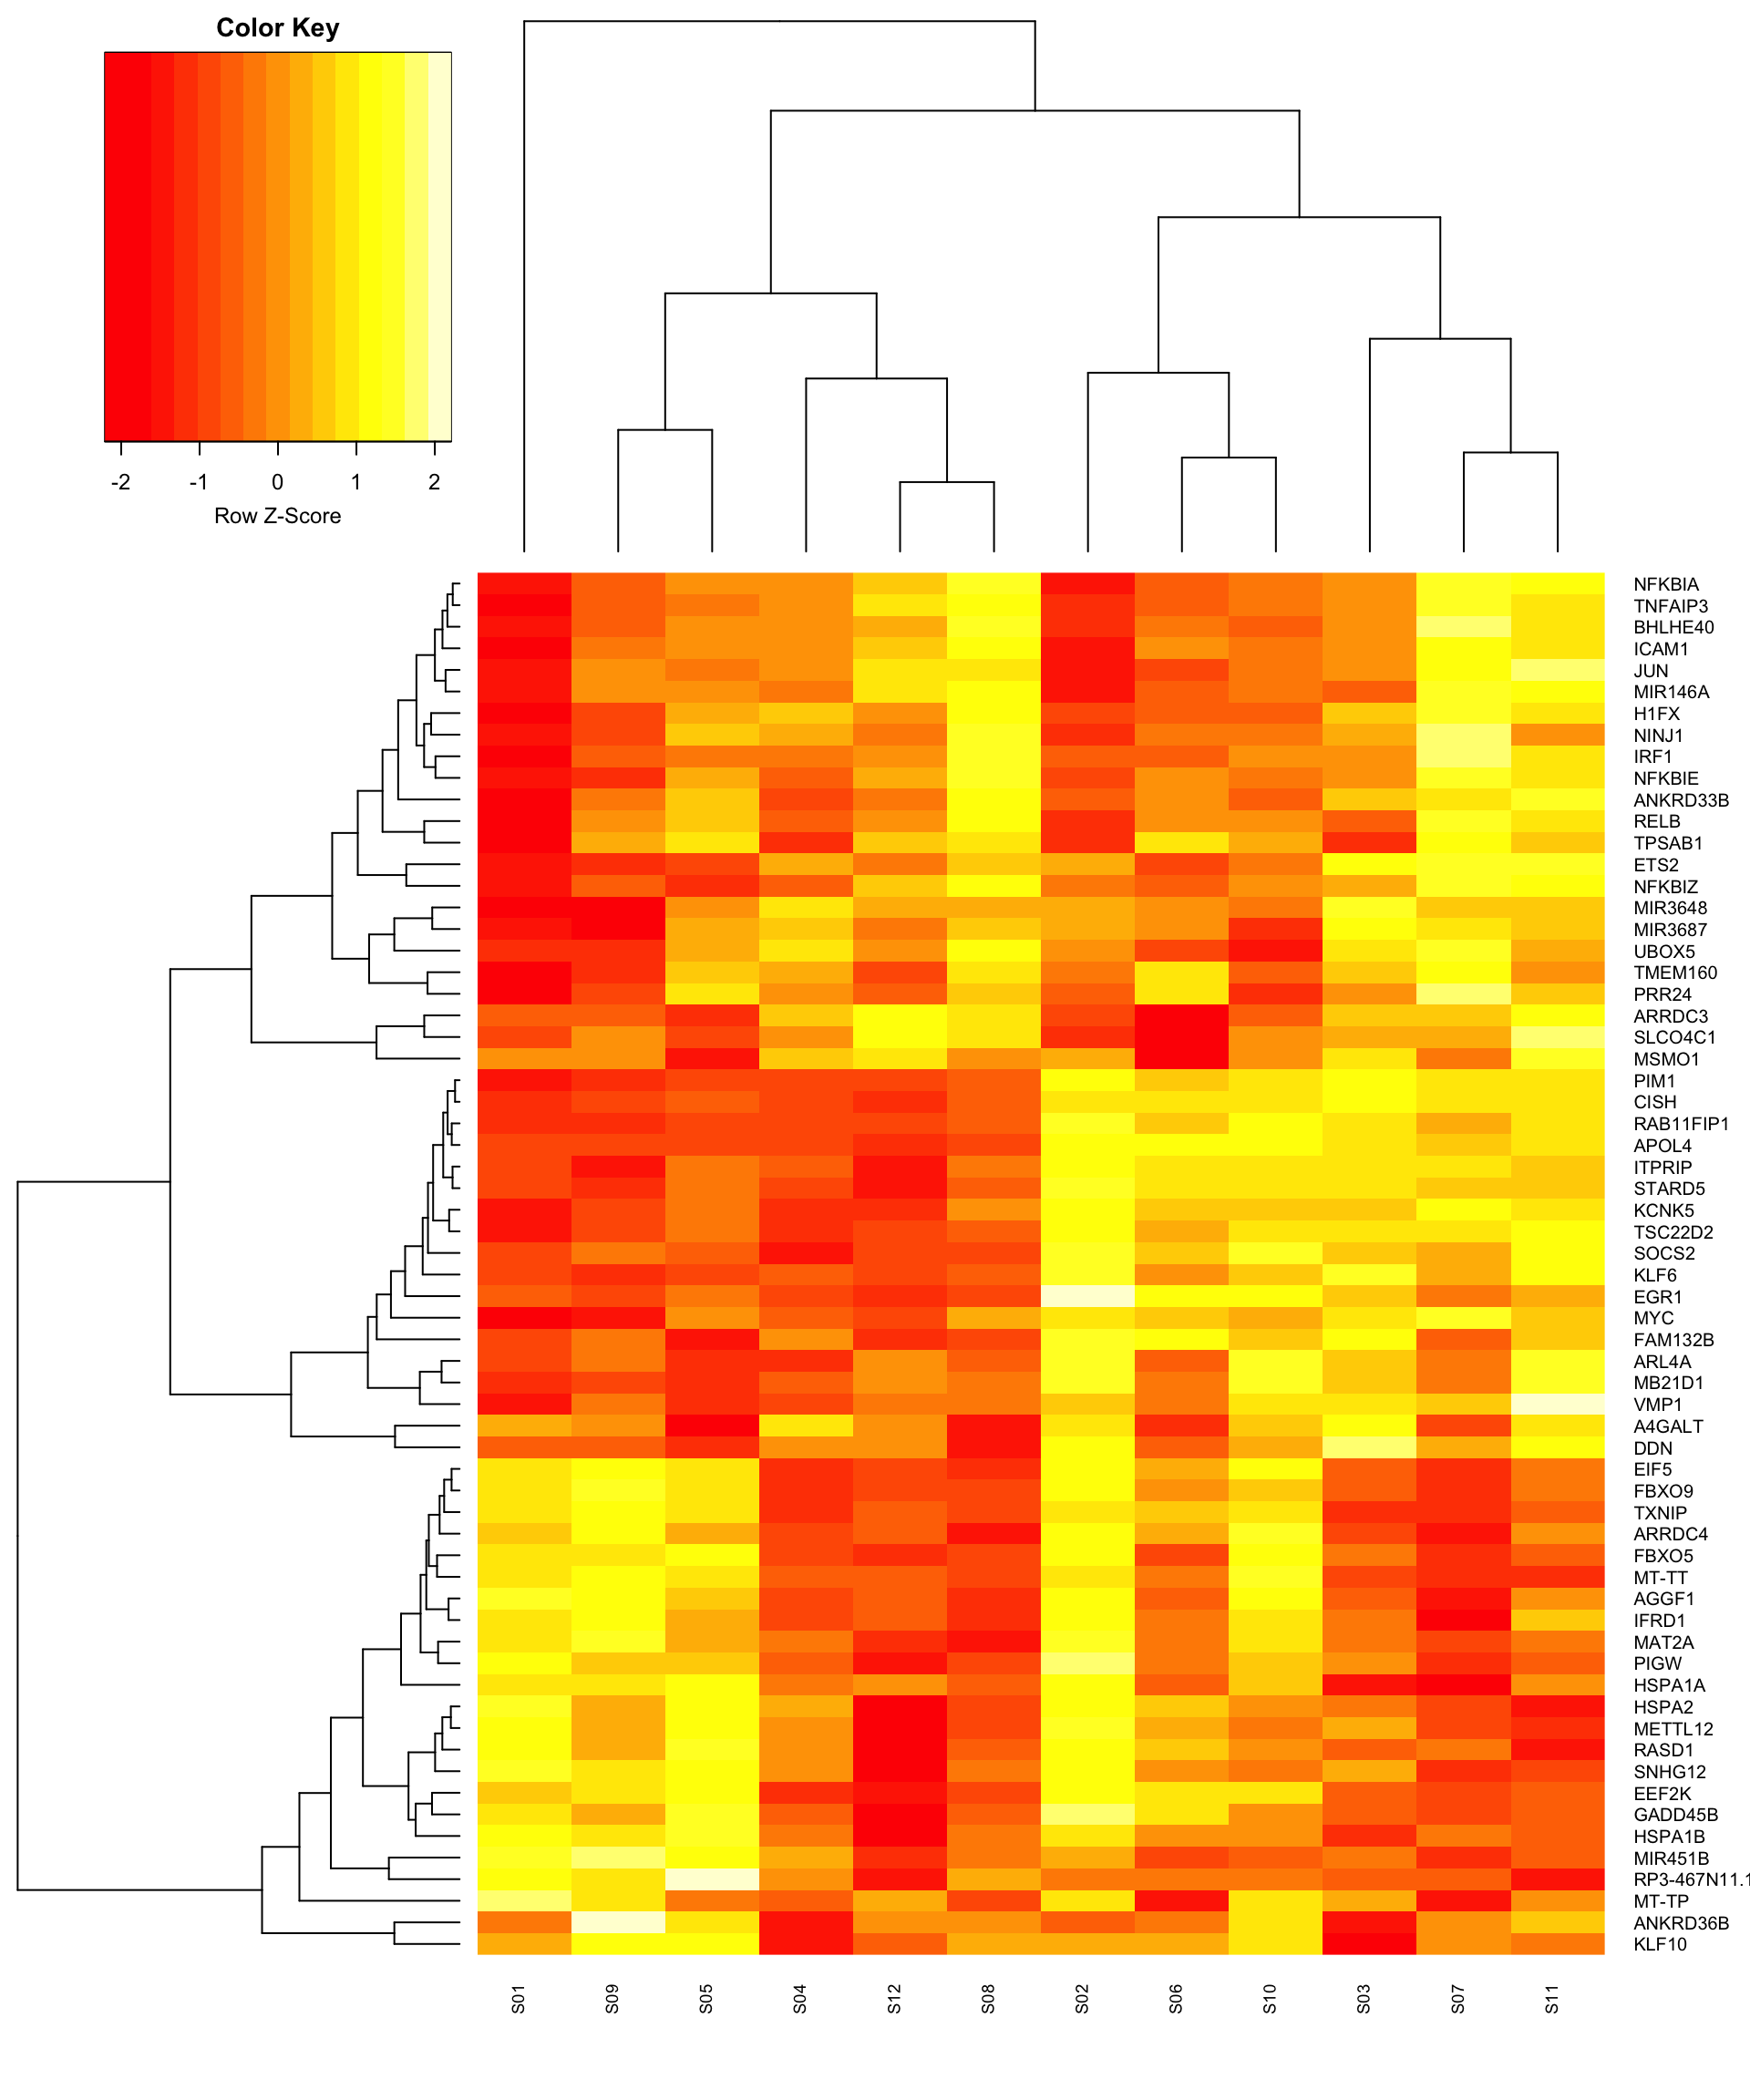 Color Key
-2 -1 0 1 2
Row Z-Score
NFKBIA
TNFAIP3
BHLHE40
ICAM1
JUN
MIR146A
H1FX
NINJ1
IRF1
NFKBIE
ANKRD33B
RELB
TPSAB1
ETS2
NFKBIZ
MIR3648
MIR3687
UBOX5
TMEM160
PRR24
ARRDC3
SLCO4C1
MSMO1
PIM1
CISH
RAB11FIP1
APOL4
ITPRIP
STARD5
KCNK5
TSC22D2
SOCS2
KLF6
EGR1
MYC
FAM132B
ARL4A
MB21D1
VMP1
A4GALT
DDN
EIF5
FBXO9
TXNIP
ARRDC4
FBXO5
MT-TT
AGGF1
IFRD1
MAT2A
PIGW
HSPA1A
HSPA2
METTL12
RASD1
SNHG12
EEF2K
GADD45B
HSPA1B
MIR451B
RP3-467N11.1
MT-TP
ANKRD36B
KLF10
S01 S09 S05 S04 S12 S08 S02 S06 S10 S03 S07 S11